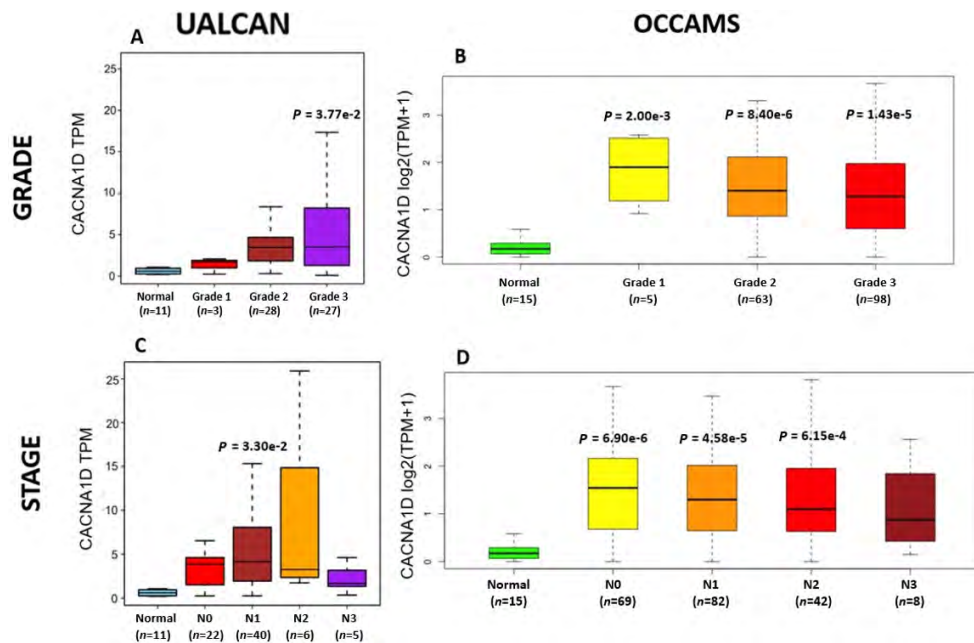 UALCAN
OCCAMS
GRADE
A
CACNA1D TPM
25
20
15
10
5
0
P = 3.77e-2
Normal Grade 1 Grade 2 Grade 3
(n=11) (n=3) (n=28) (n=27)
B
CACNA1D log2(TPM+1)
3
2
1
0
P = 2.00e-3 P = 8.40e-6 P = 1.43e-5
Normal Grade 1 Grade 2 Grade 3
(n=15) (n=5) (n=63) (n=98)
STAGE
C
CACNA1D TPM
25
20
15
10
5
0
P = 3.30e-2
Normal N0 N1 N2 N3
(n=11) (n=22) (n=40) (n=6) (n=5)
D
CACNA1D log2(TPM+1)
3
2
1
0
P = 6.90e-6 P = 4.58e-5 P = 6.15e-4
Normal N0 N1 N2 N3
(n=15) (n=69) (n=82) (n=42) (n=8)